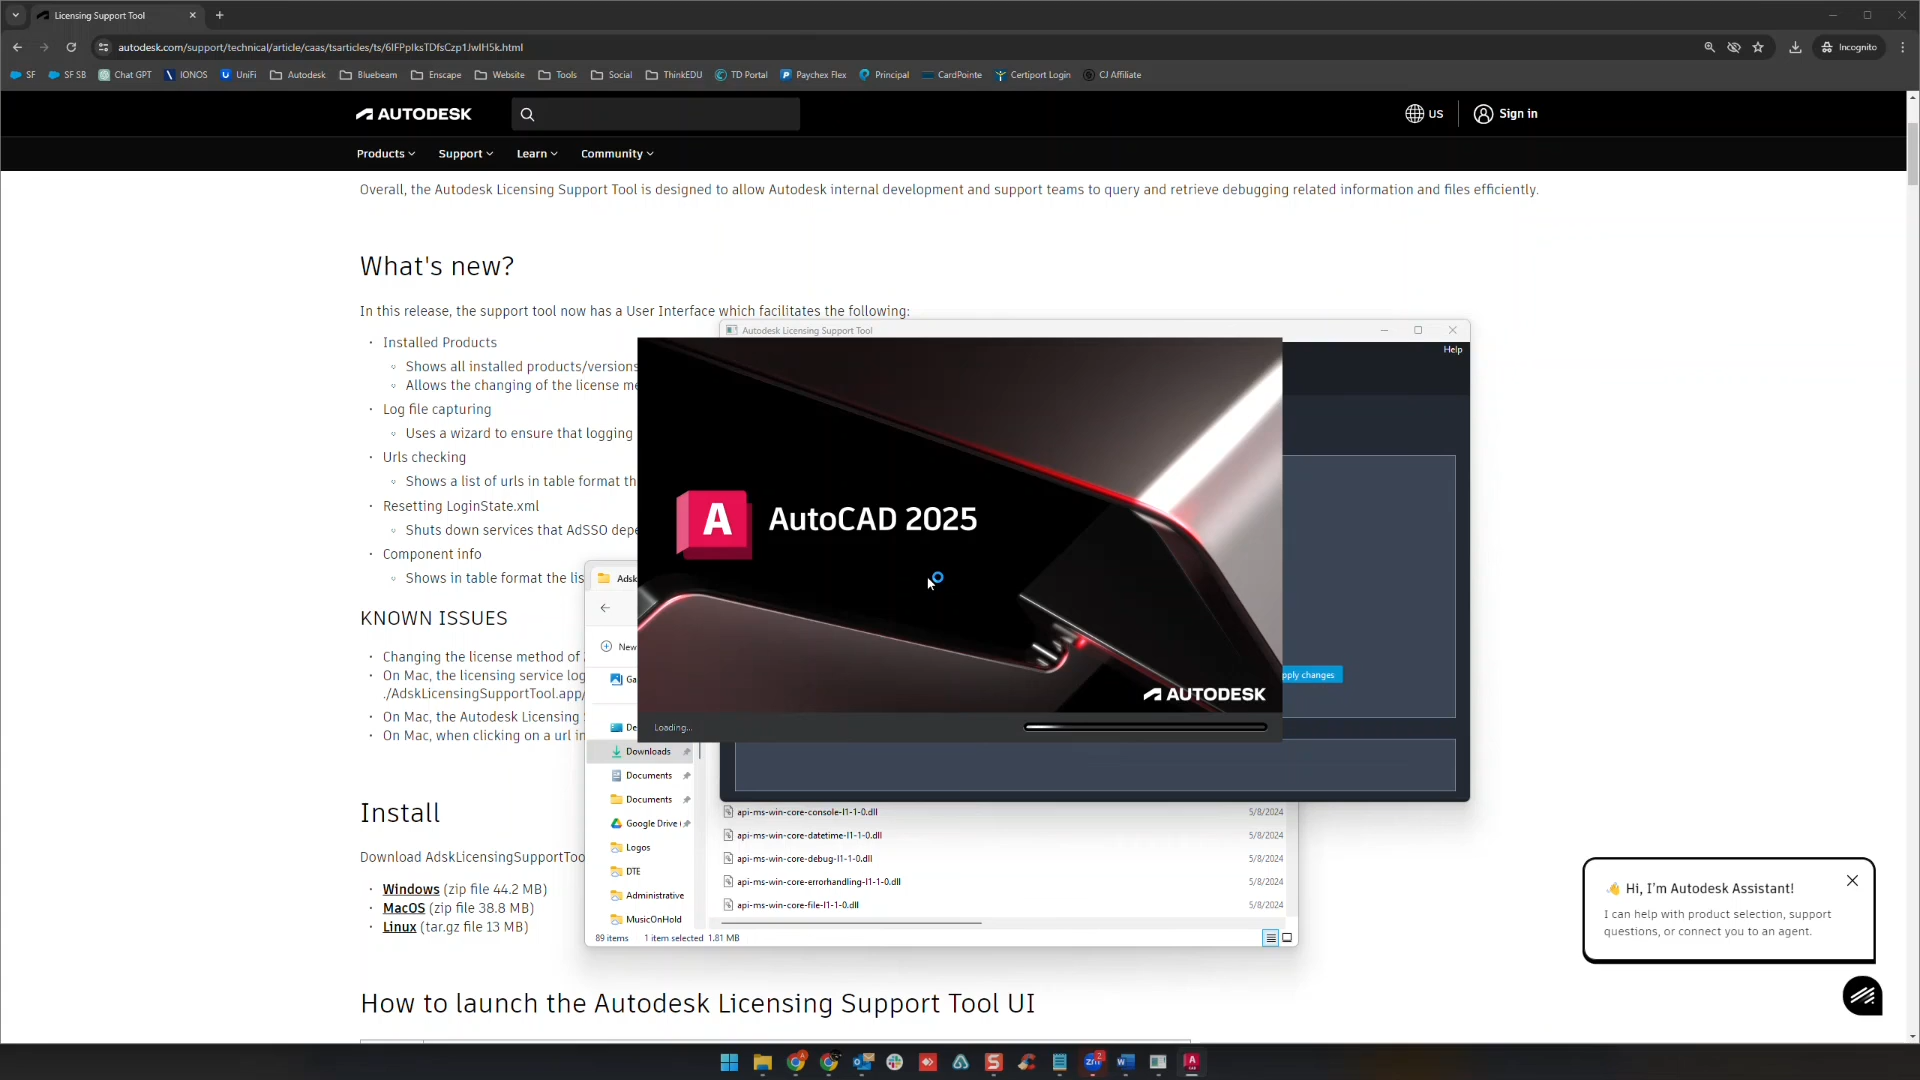 Licensing Support Tool
autodesk.com/support/technical/article/caas/tsarticles/ts/6IFPpIksTDfsCzp1JwIH5k.html
Incognito
SF
SF SB
Chat GPT
IONOS
UniFi
Autodesk
Bluebeam
Enscape
Website
Tools
Social
ThinkEDU
TD Portal
Paychex Flex
Principal
CardPointe
Certiport Login
CJ Affiliate
AUTODESK
US
Sign in
Products
Support
Learn
Community
Overall, the Autodesk Licensing Support Tool is designed to allow Autodesk internal development and support teams to query and retrieve debugging related information and files efficiently.
What's new?
In this release, the support tool now has a User Interface which facilitates the following:
Installed Products
Shows all installed products/versions
Allows the changing of the license me
Log file capturing
Uses a wizard to ensure that logging
Urls checking
Shows a list of urls in table format th
Resetting LoginState.xml
Shuts down services that AdSSO depe
Component info
Shows in table format the lis
KNOWN ISSUES
Changing the license method of
On Mac, the licensing service log
./AdskLicensingSupportTool.app/
On Mac, the Autodesk Licensing
On Mac, when clicking on a url in
Install
Download AdskLicensingSupportToo
Windows (zip file 44.2 MB)
MacOS (zip file 38.8 MB)
Linux (tar.gz file 13 MB)
How to launch the Autodesk Licensing Support Tool UI
Autodesk Licensing Support Tool
Help
pply changes
A
AutoCAD 2025
AUTODESK
Loading...
Adsk
New
Ga
De
Downloads
Documents
Documents
Google Drive (
Logos
DTE
Administrative
MusicOnHold
api-ms-win-core-console-l1-1-0.dll 5/8/2024
api-ms-win-core-datetime-l1-1-0.dll 5/8/2024
api-ms-win-core-debug-l1-1-0.dll 5/8/2024
api-ms-win-core-errorhandling-l1-1-0.dll 5/8/2024
api-ms-win-core-file-l1-1-0.dll 5/8/2024
89 items 1 item selected 1.81 MB
👋 Hi, I'm Autodesk Assistant!
I can help with product selection, support
questions, or connect you to an agent.